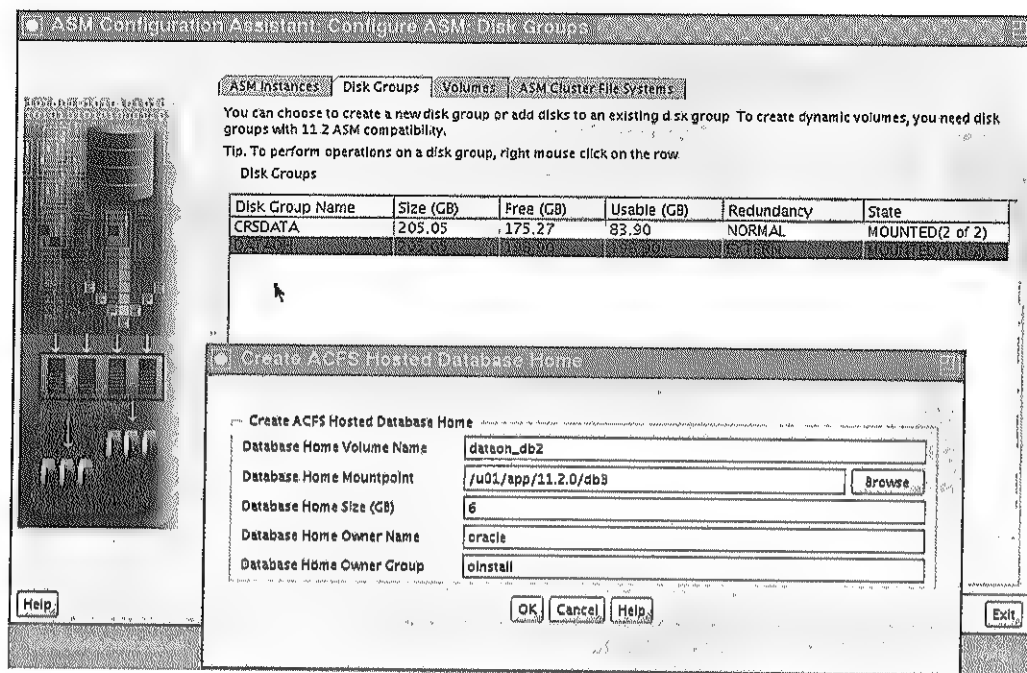 ASM Configuration Assistant: Configure ASM: Disk Groups
ASM Instances Disk Groups Volumes ASM Cluster File Systems
You can choose to create a new disk group or add disks to an existing d sk group To create dynamic volumes, you need disk
groups with 11.2 ASM compatibility.
Tip. To perform operations on a disk group, right mouse click on the row
Disk Groups
Disk Group Name Size (GB) Free (GB) Usable (GB) Redundancy State
CRSDATA 205.05 175.27 83.90 NORMAL MOUNTED(2 of 2)
Create ACFS Hosted Database Home
Create ACFS Hosted Database Home
Database Home Volume Name dataoh_db2
Database Home Mountpoint /u01/app/11.2.0/db3 Browse
Database Home Size (GB) 6
Database Home Owner Name oracle
Database Home Owner Group oinstall
OK Cancel Help
Help Exit